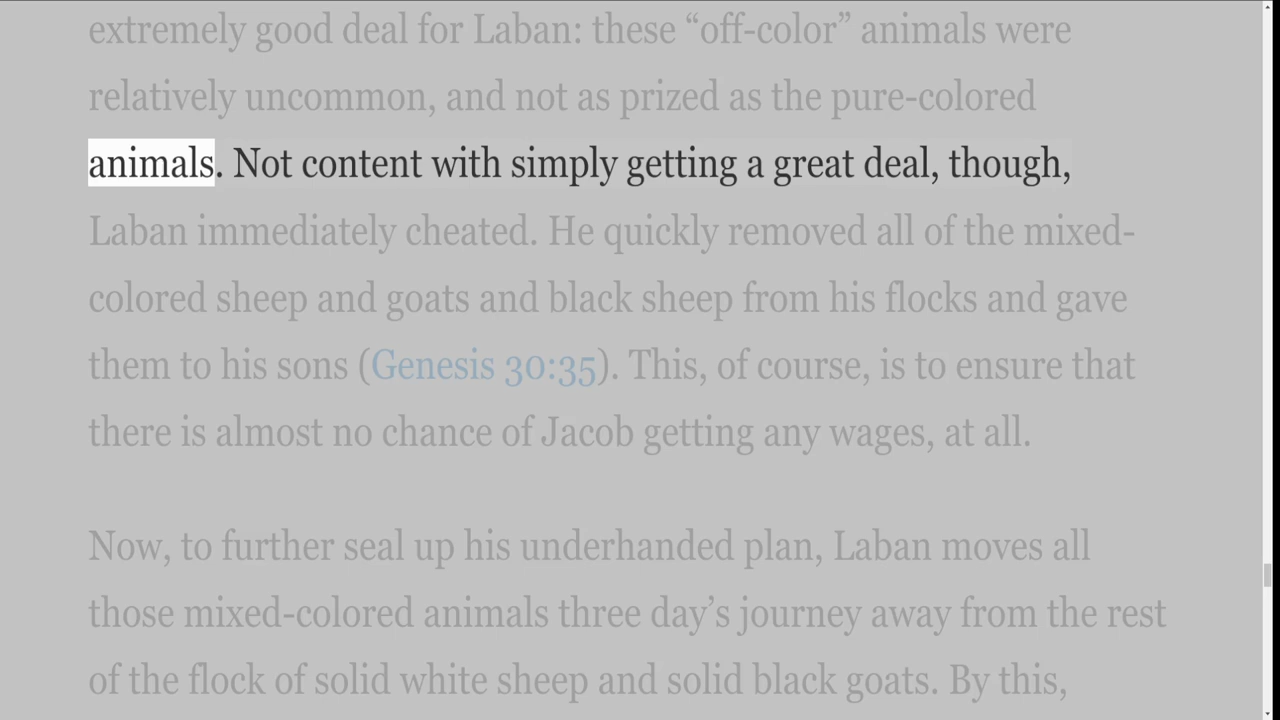 extremely good deal for Laban: these “off-color” animals were
relatively uncommon, and not as prized as the pure-colored
animals. Not content with simply getting a great deal, though,
Laban immediately cheated. He quickly removed all of the mixed-
colored sheep and goats and black sheep from his flocks and gave
them to his sons (Genesis 30:35). This, of course, is to ensure that
there is almost no chance of Jacob getting any wages, at all.
Now, to further seal up his underhanded plan, Laban moves all
those mixed-colored animals three day’s journey away from the rest
of the flock of solid white sheep and solid black goats. By this,